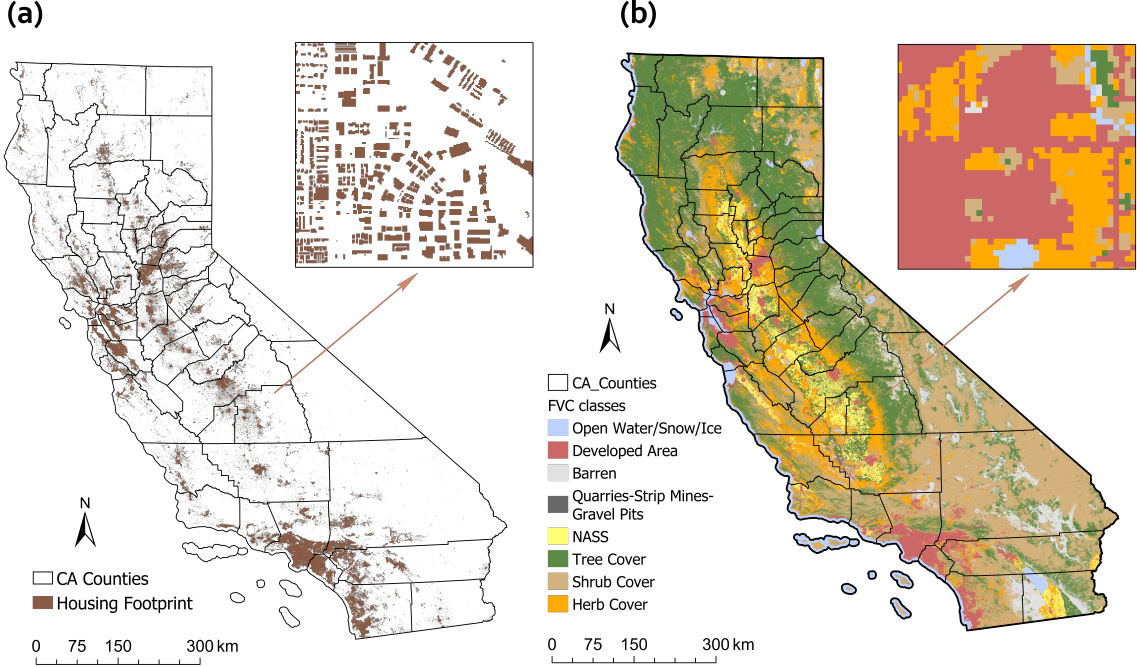 (a)
(b)
N
CA Counties
Housing Footprint
0 75 150 300 km
N
CA_Counties
FVC classes
Open Water/Snow/Ice
Developed Area
Barren
Quarries-Strip Mines-
Gravel Pits
NASS
Tree Cover
Shrub Cover
Herb Cover
0 75 150 300 km